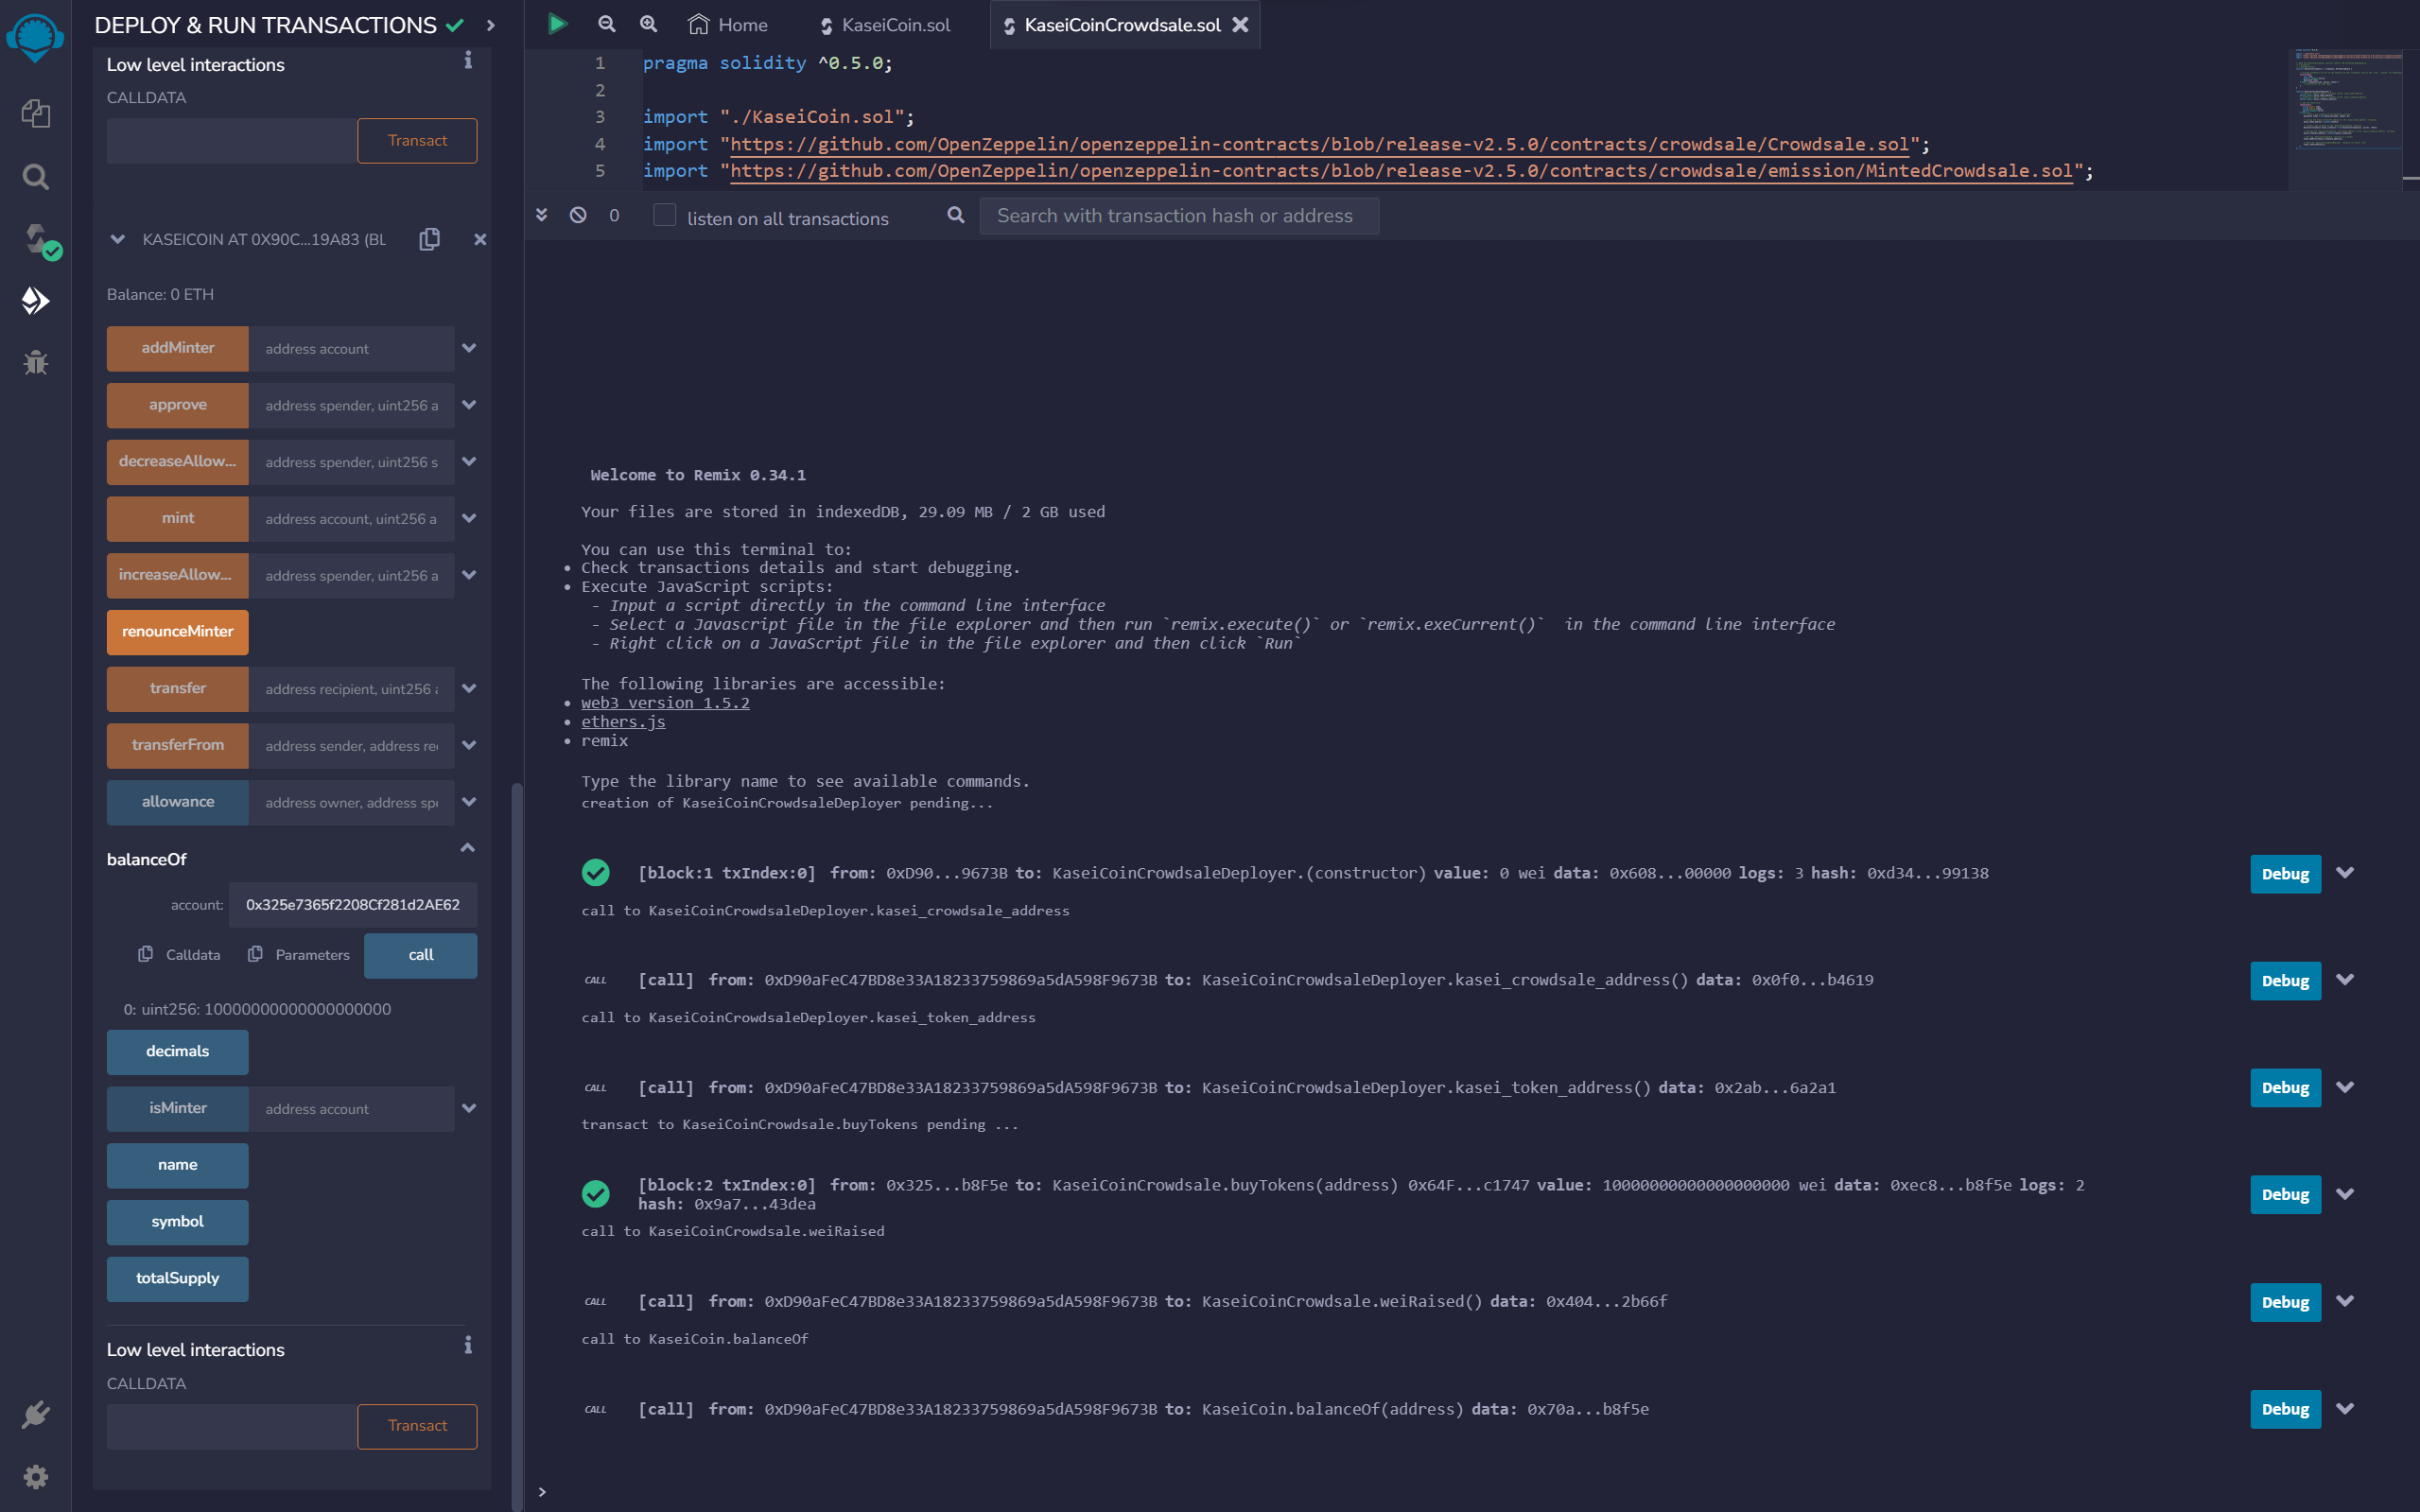 DEPLOY & RUN TRANSACTIONS
Low level interactions
CALLDATA
Transact
KASEICOIN AT 0X90C...19A83 (BL
Balance: 0 ETH
addMinter address account
approve address spender, uint256 a
decreaseAllow... address spender, uint256 s
mint address account, uint256 a
increaseAllow... address spender, uint256 a
renounceMinter
transfer address recipient, uint256
transferFrom address sender, address re
allowance address owner, address sp
balanceOf
account: 0x325e7365f2208Cf281d2AE62
Calldata Parameters call
0: uint256: 10000000000000000000
decimals
isMinter address account
name
symbol
totalSupply
Low level interactions
CALLDATA
Transact
Home KaseiCoin.sol KaseiCoinCrowdsale.sol
1 pragma solidity ^0.5.0;
2
3 import "./KaseiCoin.sol";
4 import "https://github.com/OpenZeppelin/openzeppelin-contracts/blob/release-v2.5.0/contracts/crowdsale/Crowdsale.sol";
5 import "https://github.com/OpenZeppelin/openzeppelin-contracts/blob/release-v2.5.0/contracts/crowdsale/emission/MintedCrowdsale.sol";
0 listen on all transactions Search with transaction hash or address
Welcome to Remix 0.34.1
Your files are stored in indexedDB, 29.09 MB / 2 GB used
You can use this terminal to:
• Check transactions details and start debugging.
• Execute JavaScript scripts:
- Input a script directly in the command line interface
- Select a Javascript file in the file explorer and then run `remix.execute()` or `remix.exeCurrent()` in the command line interface
- Right click on a JavaScript file in the file explorer and then click `Run`
The following libraries are accessible:
• web3 version 1.5.2
• ethers.js
• remix
Type the library name to see available commands.
creation of KaseiCoinCrowdsaleDeployer pending...
[block:1 txIndex:0] from: 0xD90...9673B to: KaseiCoinCrowdsaleDeployer.(constructor) value: 0 wei data: 0x608...00000 logs: 3 hash: 0xd34...99138 Debug
call to KaseiCoinCrowdsaleDeployer.kasei_crowdsale_address
CALL [call] from: 0xD90aFeC47BD8e33A18233759869a5dA598F9673B to: KaseiCoinCrowdsaleDeployer.kasei_crowdsale_address() data: 0x0f0...b4619 Debug
call to KaseiCoinCrowdsaleDeployer.kasei_token_address
CALL [call] from: 0xD90aFeC47BD8e33A18233759869a5dA598F9673B to: KaseiCoinCrowdsaleDeployer.kasei_token_address() data: 0x2ab...6a2a1 Debug
transact to KaseiCoinCrowdsale.buyTokens pending ...
[block:2 txIndex:0] from: 0x325...b8F5e to: KaseiCoinCrowdsale.buyTokens(address) 0x64F...c1747 value: 10000000000000000000 wei data: 0xec8...b8f5e logs: 2
hash: 0x9a7...43dea Debug
call to KaseiCoinCrowdsale.weiRaised
CALL [call] from: 0xD90aFeC47BD8e33A18233759869a5dA598F9673B to: KaseiCoinCrowdsale.weiRaised() data: 0x404...2b66f Debug
call to KaseiCoin.balanceOf
CALL [call] from: 0xD90aFeC47BD8e33A18233759869a5dA598F9673B to: KaseiCoin.balanceOf(address) data: 0x70a...b8f5e Debug
>